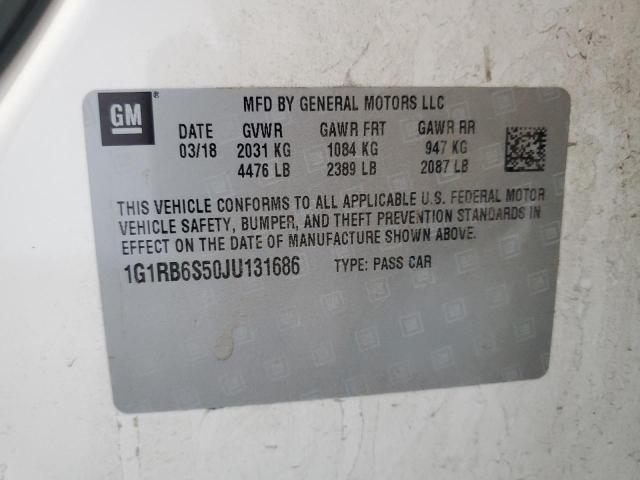 GM®
MFD BY GENERAL MOTORS LLC
DATE GVWR GAWR FRT GAWR RR
03/18 2031 KG 1084 KG 947 KG
4476 LB 2389 LB 2087 LB
THIS VEHICLE CONFORMS TO ALL APPLICABLE U.S. FEDERAL MOTOR
VEHICLE SAFETY, BUMPER, AND THEFT PREVENTION STANDARDS IN
EFFECT ON THE DATE OF MANUFACTURE SHOWN ABOVE.
1G1RB6S50JU131686 TYPE: PASS CAR